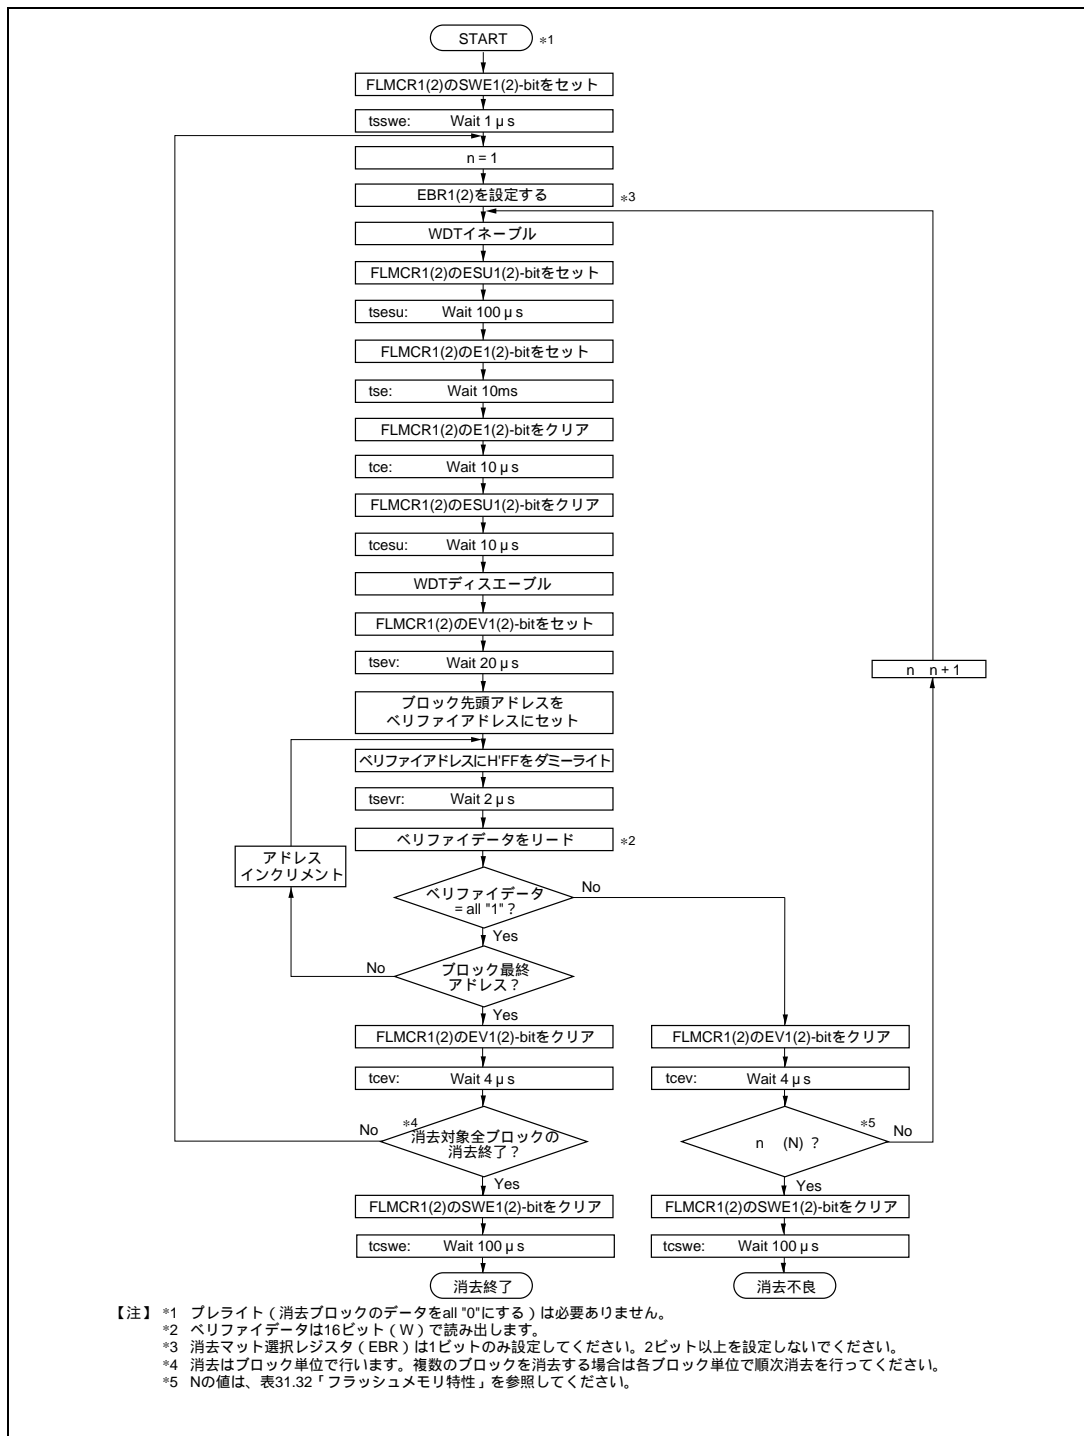 START *1
FLMCR1(2)のSWE1(2)-bitをセット
tsswe: Wait 1 μ s
n = 1
EBR1(2)を設定する *3
WDTイネーブル
FLMCR1(2)のESU1(2)-bitをセット
tsesu: Wait 100 μ s
FLMCR1(2)のE1(2)-bitをセット
tse: Wait 10ms
FLMCR1(2)のE1(2)-bitをクリア
tce: Wait 10 μ s
FLMCR1(2)のESU1(2)-bitをクリア
tcesu: Wait 10 μ s
WDTディスエーブル
FLMCR1(2)のEV1(2)-bitをセット
tsev: Wait 20 μ s
n n + 1
ブロック先頭アドレスを
ベリファイアドレスにセット
ベリファイアドレスにH'FFをダミーライト
tsevr: Wait 2 μ s
ベリファイデータをリード *2
アドレス
インクリメント
ベリファイデータ
= all "1" ?
No
Yes
ブロック最終
アドレス?
No
Yes
FLMCR1(2)のEV1(2)-bitをクリア
FLMCR1(2)のEV1(2)-bitをクリア
tcev: Wait 4 μ s
tcev: Wait 4 μ s
*4
消去対象全ブロックの
消去終了?
No
Yes
n (N) ?
*5
No
Yes
FLMCR1(2)のSWE1(2)-bitをクリア
FLMCR1(2)のSWE1(2)-bitをクリア
tcswe: Wait 100 μ s
tcswe: Wait 100 μ s
消去終了
消去不良
【注】 *1 プレライト(消去ブロックのデータをall "0"にする)は必要ありません。
*2 ベリファイデータは16ビット(W)で読み出します。
*3 消去マット選択レジスタ(EBR)は1ビットのみ設定してください。2ビット以上を設定しないでください。
*4 消去はブロック単位で行います。複数のブロックを消去する場合は各ブロック単位で順次消去を行ってください。
*5 Nの値は、表31.32「フラッシュメモリ特性」を参照してください。